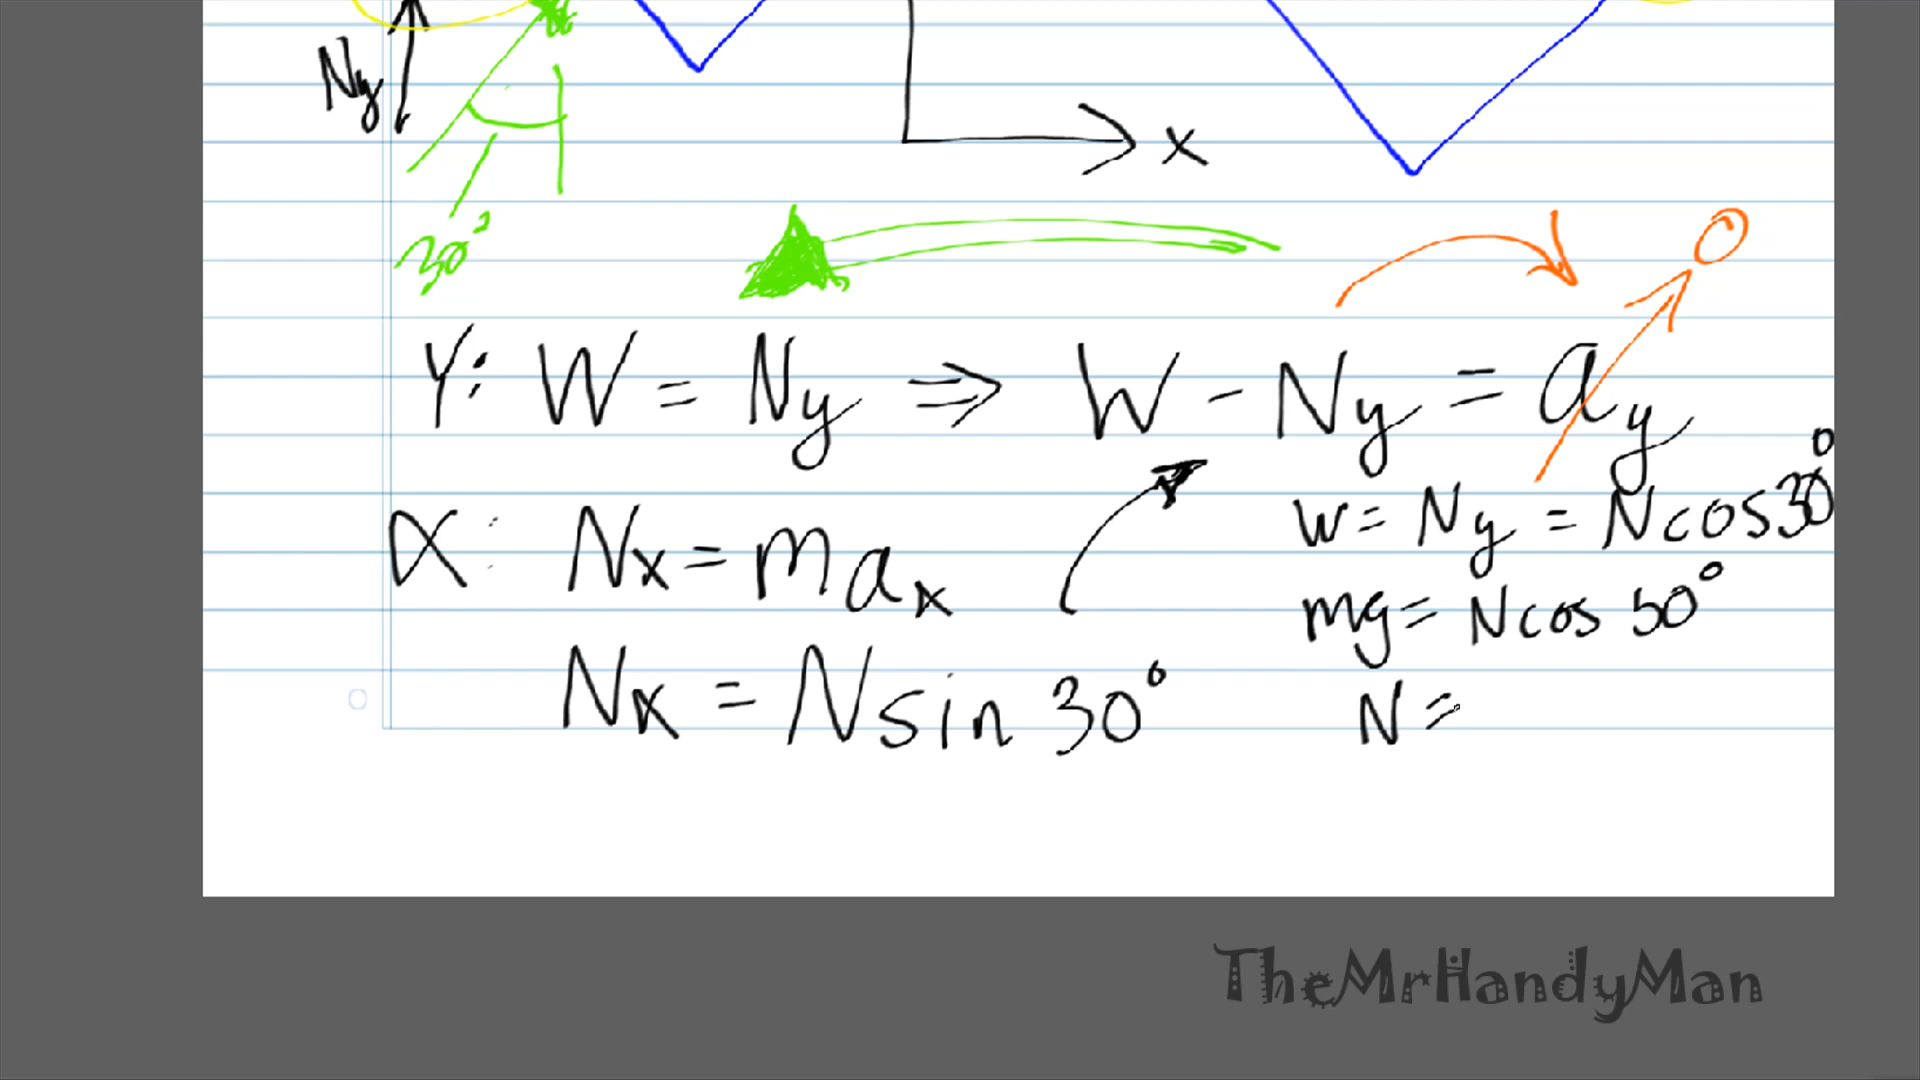 Ny
x
30°
0
Y: W = Ny ⇒ W - Ny = ay
W = Ny = Ncos30°
X: Nx = max
mg = Ncos 50°
Nx = Nsin 30°
N =
TheMrHandyMan